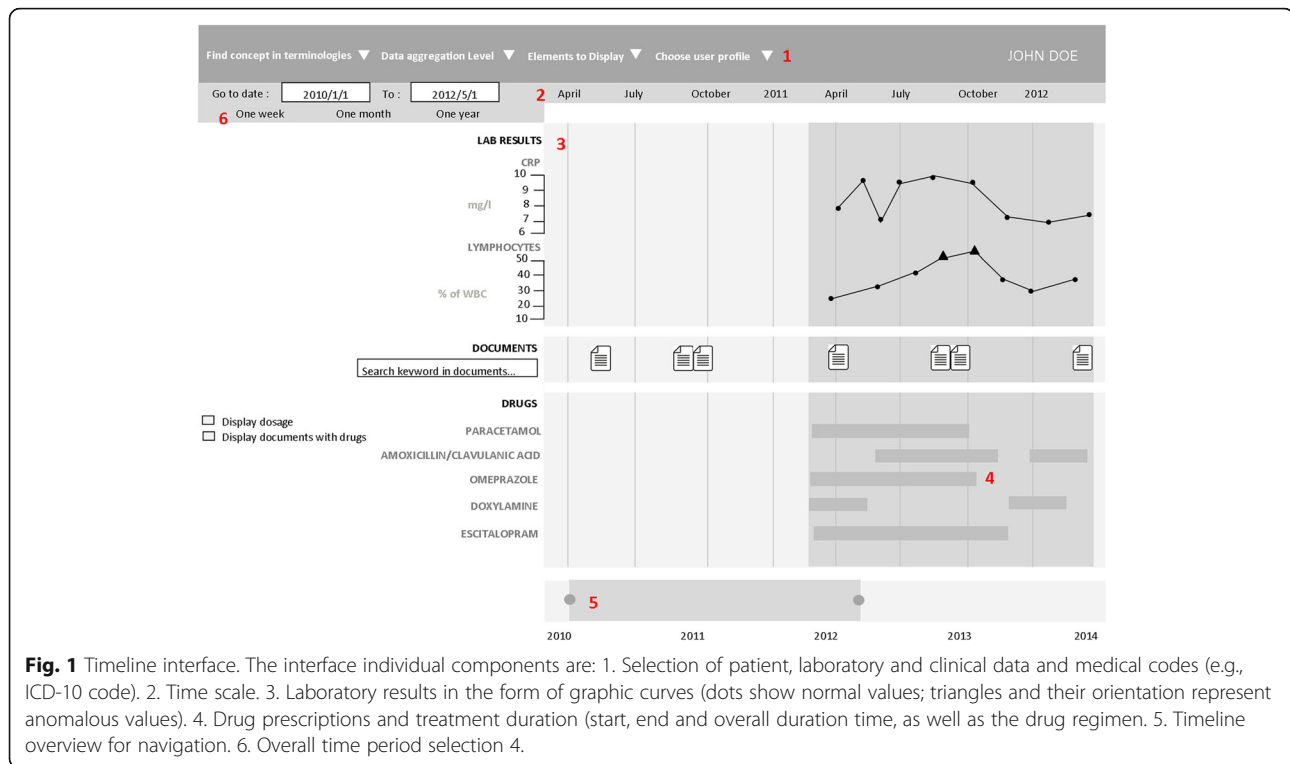 Find concept in terminologies Data aggregation Level Elements to Display Choose user profile 1 JOHN DOE
Go to date : 2010/1/1 To : 2012/5/1 2 April July October 2011 April July October 2012
6 One week One month One year
LAB RESULTS 3
CRP
10
9
mg/l 8
7
6
LYMPHOCYTES
50
40
% of WBC 30
20
10
DOCUMENTS
Search keyword in documents...
DRUGS
Display dosage
Display documents with drugs
PARACETAMOL
AMOXICILLIN/CLAVULANIC ACID
OMEPRAZOLE 4
DOXYLAMINE
ESCITALOPRAM
5
2010 2011 2012 2013 2014
Fig. 1 Timeline interface. The interface individual components are: 1. Selection of patient, laboratory and clinical data and medical codes (e.g.,
ICD-10 code). 2. Time scale. 3. Laboratory results in the form of graphic curves (dots show normal values; triangles and their orientation represent
anomalous values). 4. Drug prescriptions and treatment duration (start, end and overall duration time, as well as the drug regimen. 5. Timeline
overview for navigation. 6. Overall time period selection 4.